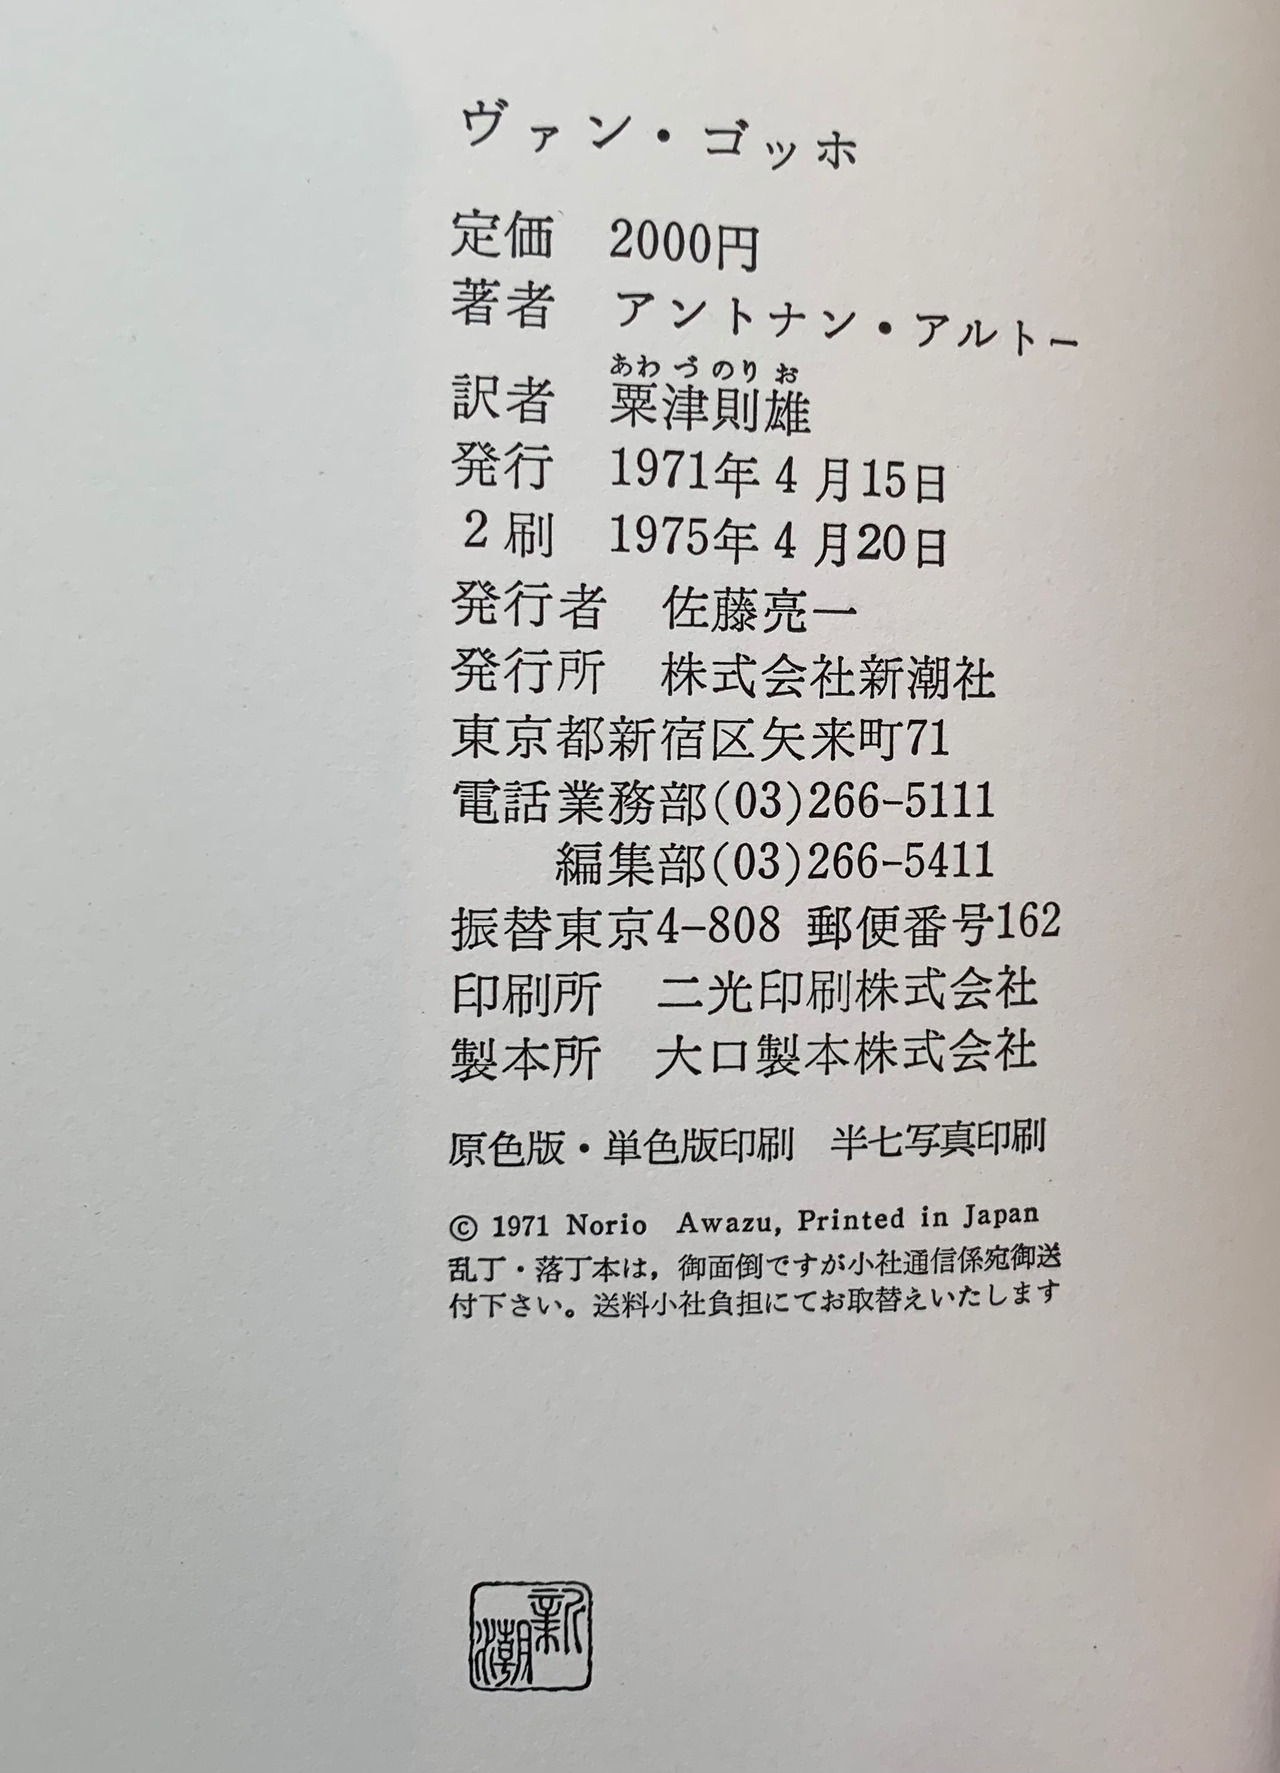 ヴァン・ゴッホ
定価　2000円
著者　アントナン・アルトー
あわづのりお
訳者　粟津則雄
発行　1971年4月15日
2刷　1975年4月20日
発行者　佐藤亮一
発行所　株式会社新潮社
東京都新宿区矢来町71
電話業務部(03)266-5111
編集部(03)266-5411
振替東京4-808 郵便番号162
印刷所　二光印刷株式会社
製本所　大口製本株式会社
原色版・単色版印刷　半七写真印刷
© 1971 Norio Awazu, Printed in Japan
乱丁・落丁本は，御面倒ですが小社通信係宛御送
付下さい。送料小社負担にてお取替えいたします
新潮